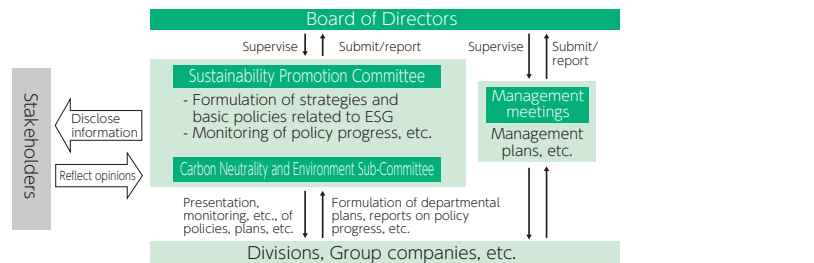 Board of Directors
Supervise
Submit/report
Supervise
Submit/
report
Stakeholders
Disclose
information
Reflect opinions
Sustainability Promotion Committee
- Formulation of strategies and
basic policies related to ESG
- Monitoring of policy progress, etc.
Carbon Neutrality and Environment Sub-Committee
Management
meetings
Management
plans, etc.
Presentation,
monitoring, etc., of
policies, plans, etc.
Formulation of departmental
plans, reports on policy
progress, etc.
Divisions, Group companies, etc.